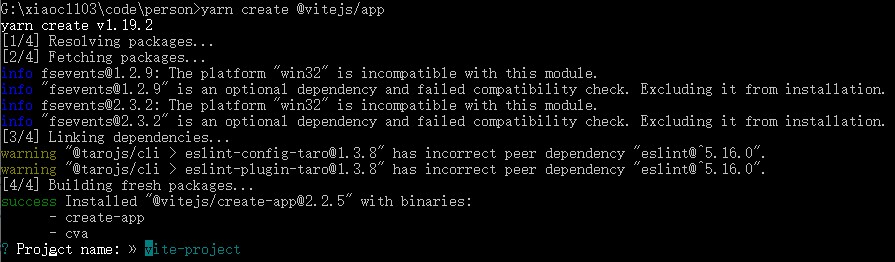 G:\xiaoc1103\code\person>yarn create @vitejs/app
yarn create v1.19.2
[1/4] Resolving packages...
[2/4] Fetching packages...
info fsevents@1.2.9: The platform "win32" is incompatible with this module.
info "fsevents@1.2.9" is an optional dependency and failed compatibility check. Excluding it from installation.
info fsevents@2.3.2: The platform "win32" is incompatible with this module.
info "fsevents@2.3.2" is an optional dependency and failed compatibility check. Excluding it from installation.
[3/4] Linking dependencies...
warning "@tarojs/cli > eslint-config-taro@1.3.8" has incorrect peer dependency "eslint@^5.16.0".
warning "@tarojs/cli > eslint-plugin-taro@1.3.8" has incorrect peer dependency "eslint@^5.16.0".
[4/4] Building fresh packages...
success Installed "@vitejs/create-app@2.2.5" with binaries:
- create-app
- cva
? Project name: » vite-project